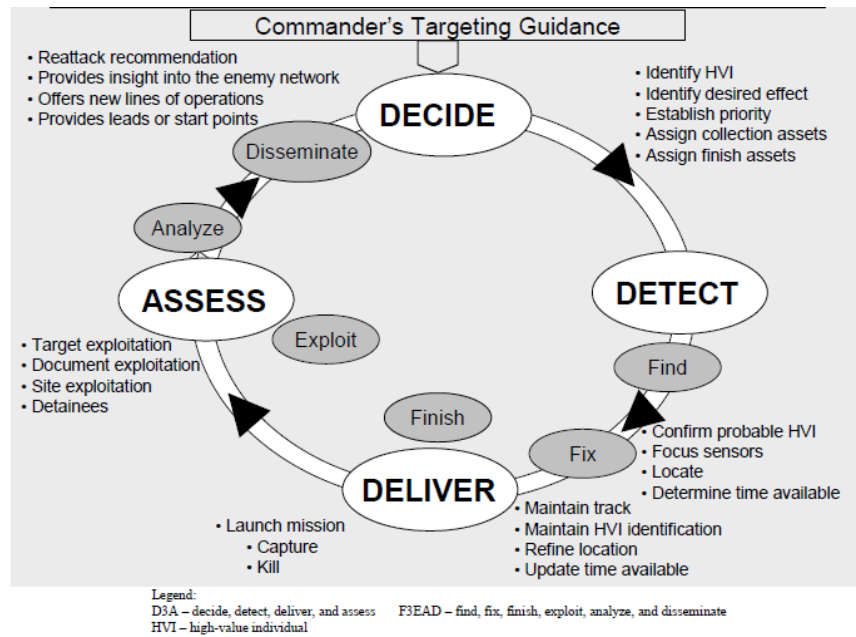 Commander's Targeting Guidance
• Reattack recommendation
• Provides insight into the enemy network
• Offers new lines of operations
• Provides leads or start points
DECIDE
• Identify HVI
• Identify desired effect
• Establish priority
• Assign collection assets
• Assign finish assets
Disseminate
Analyze
ASSESS
DETECT
Exploit
Find
• Target exploitation
• Document exploitation
• Site exploitation
• Detainees
Finish
Fix
• Confirm probable HVI
• Focus sensors
• Locate
• Determine time available
DELIVER
• Launch mission
• Capture
• Kill
• Maintain track
• Maintain HVI identification
• Refine location
• Update time available
Legend:
D3A – decide, detect, deliver, and assess F3EAD – find, fix, finish, exploit, analyze, and disseminate
HVI – high-value individual